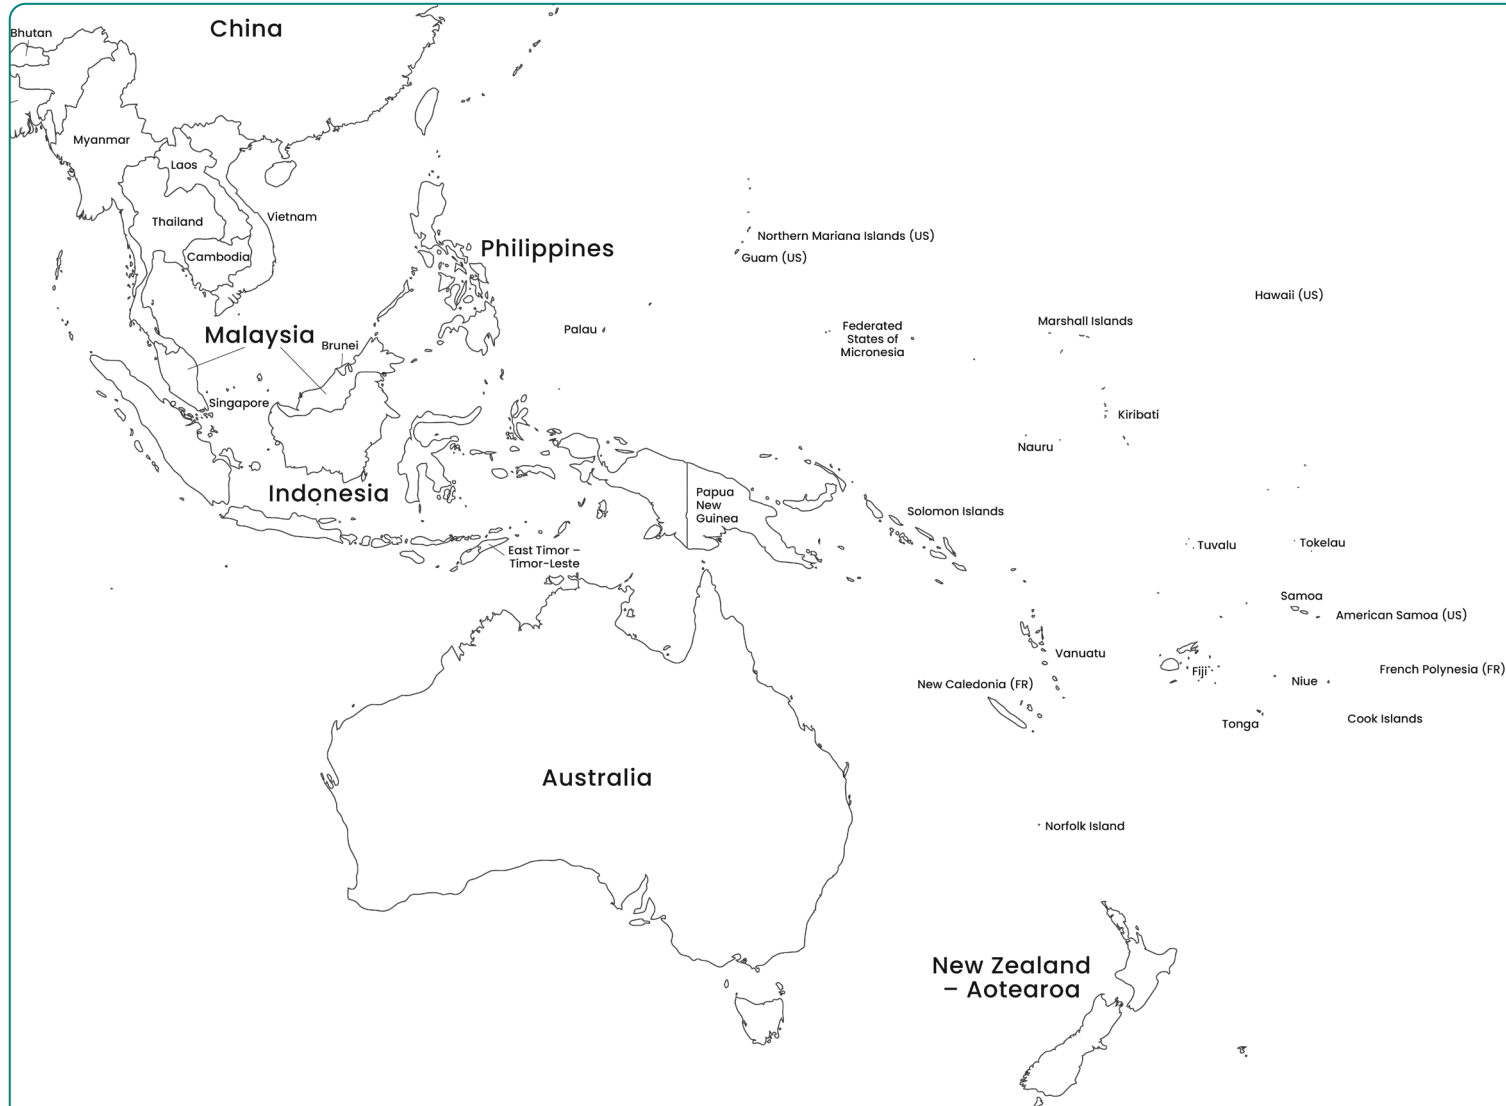 China
Bhutan
Myanmar
Laos
Thailand
Vietnam
Cambodia
Philippines
Northern Mariana Islands (US)
Guam (US)
Hawaii (US)
Malaysia
Brunei
Palau
Federated
States of
Micronesia
Marshall Islands
Singapore
Kiribati
Nauru
Indonesia
Papua
New
Guinea
Solomon Islands
East Timor –
Timor-Leste
Tuvalu
Tokelau
Samoa
American Samoa (US)
Vanuatu
Fiji
French Polynesia (FR)
New Caledonia (FR)
Niue
Tonga
Cook Islands
Australia
Norfolk Island
New Zealand
– Aotearoa